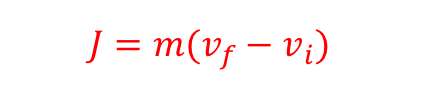 J = m(v_f − v_i)